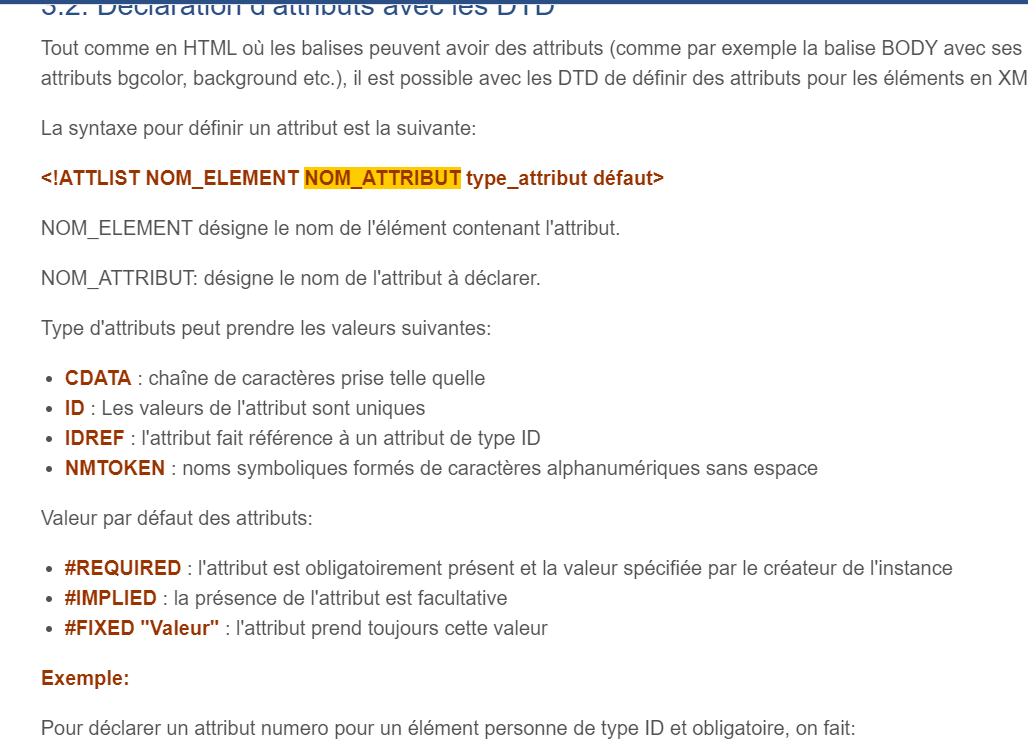 3.2. Déclaration d'attributs avec les DTD
Tout comme en HTML où les balises peuvent avoir des attributs (comme par exemple la balise BODY avec ses
attributs bgcolor, background etc.), il est possible avec les DTD de définir des attributs pour les éléments en XM
La syntaxe pour définir un attribut est la suivante:
<!ATTLIST NOM_ELEMENT NOM_ATTRIBUT type_attribut défaut>
NOM_ELEMENT désigne le nom de l'élément contenant l'attribut.
NOM_ATTRIBUT: désigne le nom de l'attribut à déclarer.
Type d'attributs peut prendre les valeurs suivantes:
• CDATA : chaîne de caractères prise telle quelle
• ID : Les valeurs de l'attribut sont uniques
• IDREF : l'attribut fait référence à un attribut de type ID
• NMTOKEN : noms symboliques formés de caractères alphanumériques sans espace
Valeur par défaut des attributs:
• #REQUIRED : l'attribut est obligatoirement présent et la valeur spécifiée par le créateur de l'instance
• #IMPLIED : la présence de l'attribut est facultative
• #FIXED "Valeur" : l'attribut prend toujours cette valeur
Exemple:
Pour déclarer un attribut numero pour un élément personne de type ID et obligatoire, on fait: